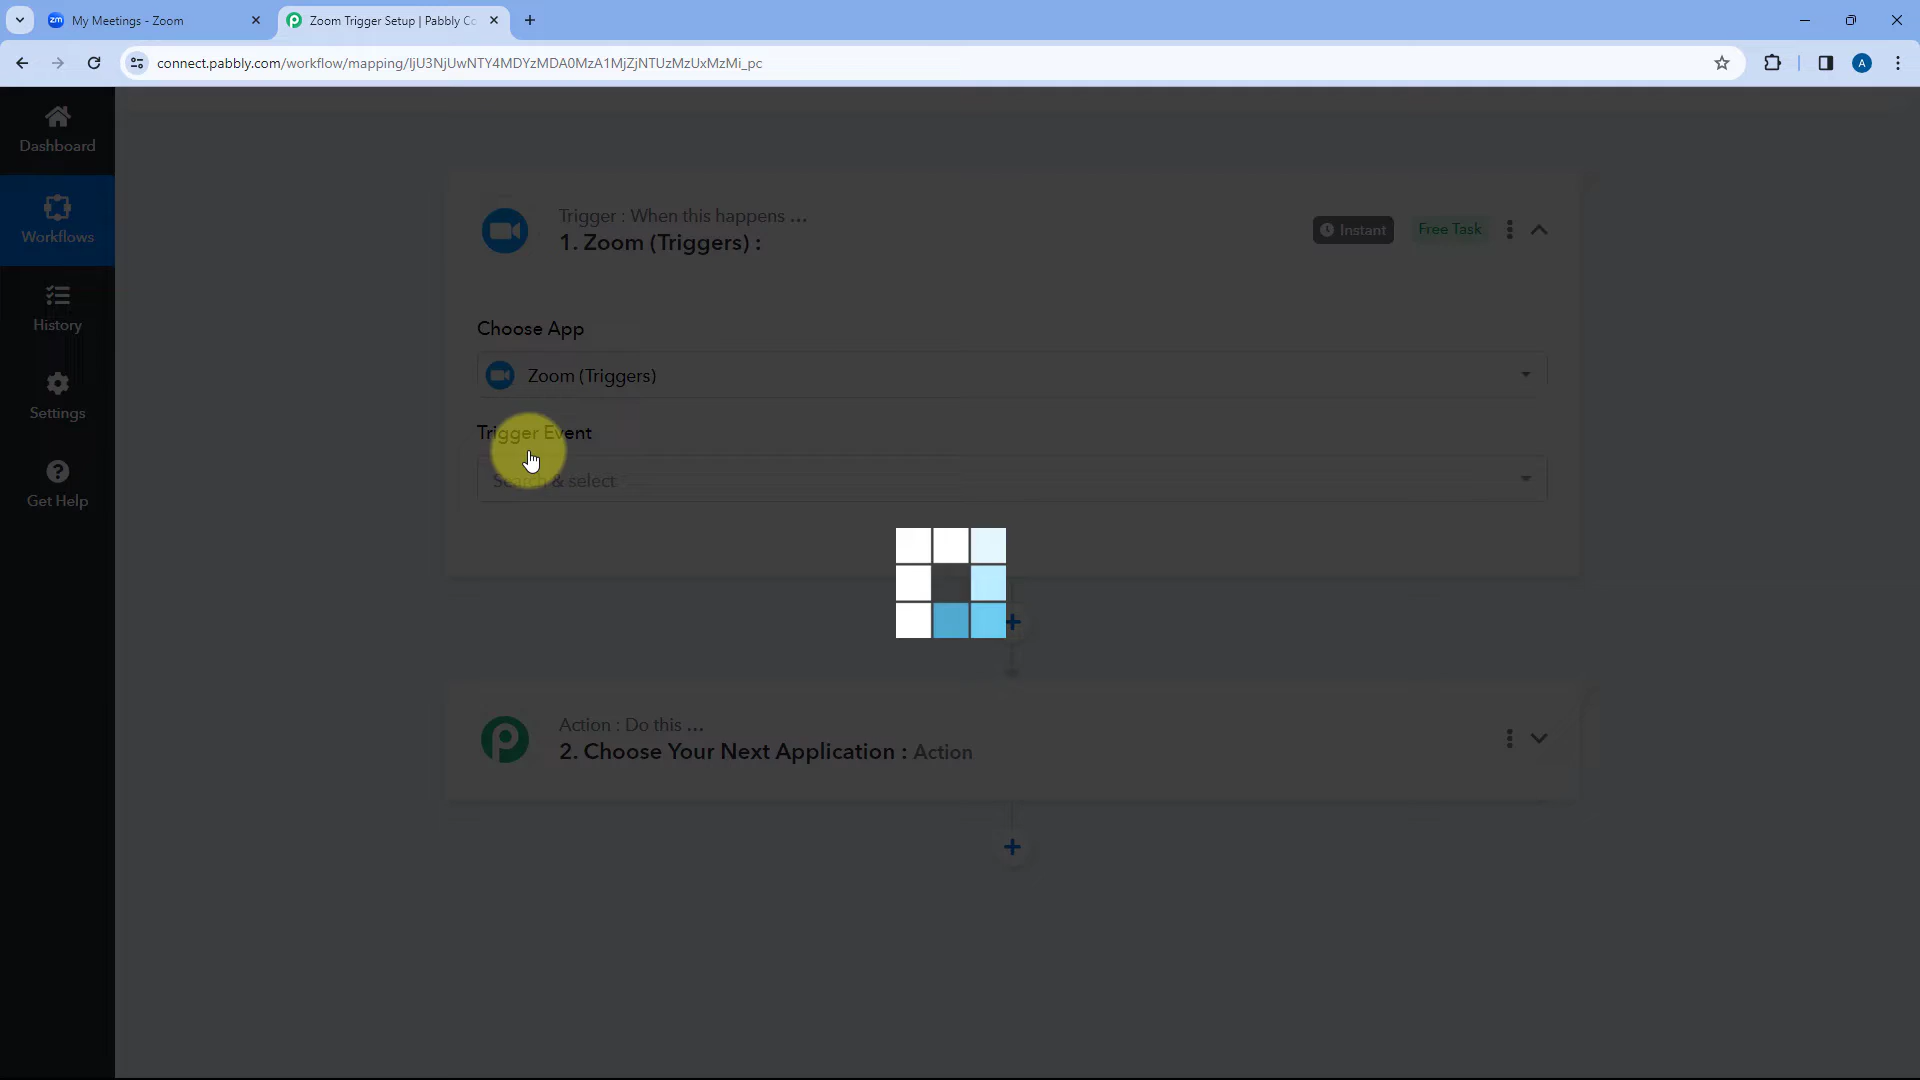 zm My Meetings - Zoom
Zoom Trigger Setup | Pabbly Co
connect.pabbly.com/workflow/mapping/IjU3NjUwNTY4MDYzMDA0MzA1MjZjNTUzMzUxMzMi_pc
A
Dashboard
Workflows
History
Settings
Get Help
Trigger : When this happens ...
1. Zoom (Triggers) :
Instant
Free Task
Choose App
Zoom (Triggers)
Trigger Event
Search & select
Action : Do this ...
2. Choose Your Next Application : Action